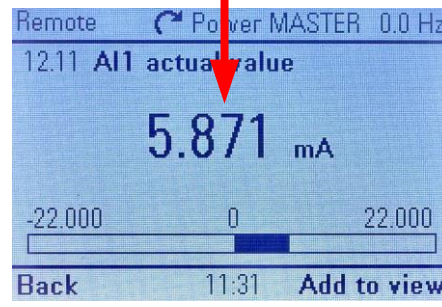 Remote Power MASTER 0.0 Hz
12.11 AI1 actual value
5.871 mA
-22.000 0 22.000
Back 11:31 Add to view